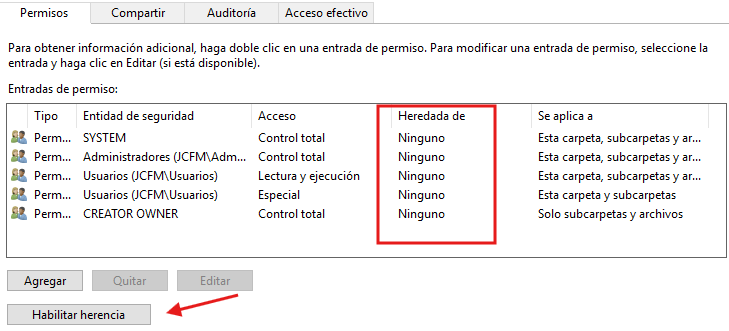 Permisos Compartir Auditoría Acceso efectivo
Para obtener información adicional, haga doble clic en una entrada de permiso. Para modificar una entrada de permiso, seleccione la
entrada y haga clic en Editar (si está disponible).
Entradas de permiso:
Tipo Entidad de seguridad Acceso Heredada de Se aplica a
Perm... SYSTEM Control total Ninguno Esta carpeta, subcarpetas y ar...
Perm... Administradores (JCFM\Adm... Control total Ninguno Esta carpeta, subcarpetas y ar...
Perm... Usuarios (JCFM\Usuarios) Lectura y ejecución Ninguno Esta carpeta, subcarpetas y ar...
Perm... Usuarios (JCFM\Usuarios) Especial Ninguno Esta carpeta y subcarpetas
Perm... CREATOR OWNER Control total Ninguno Solo subcarpetas y archivos
Agregar Quitar Editar
Habilitar herencia